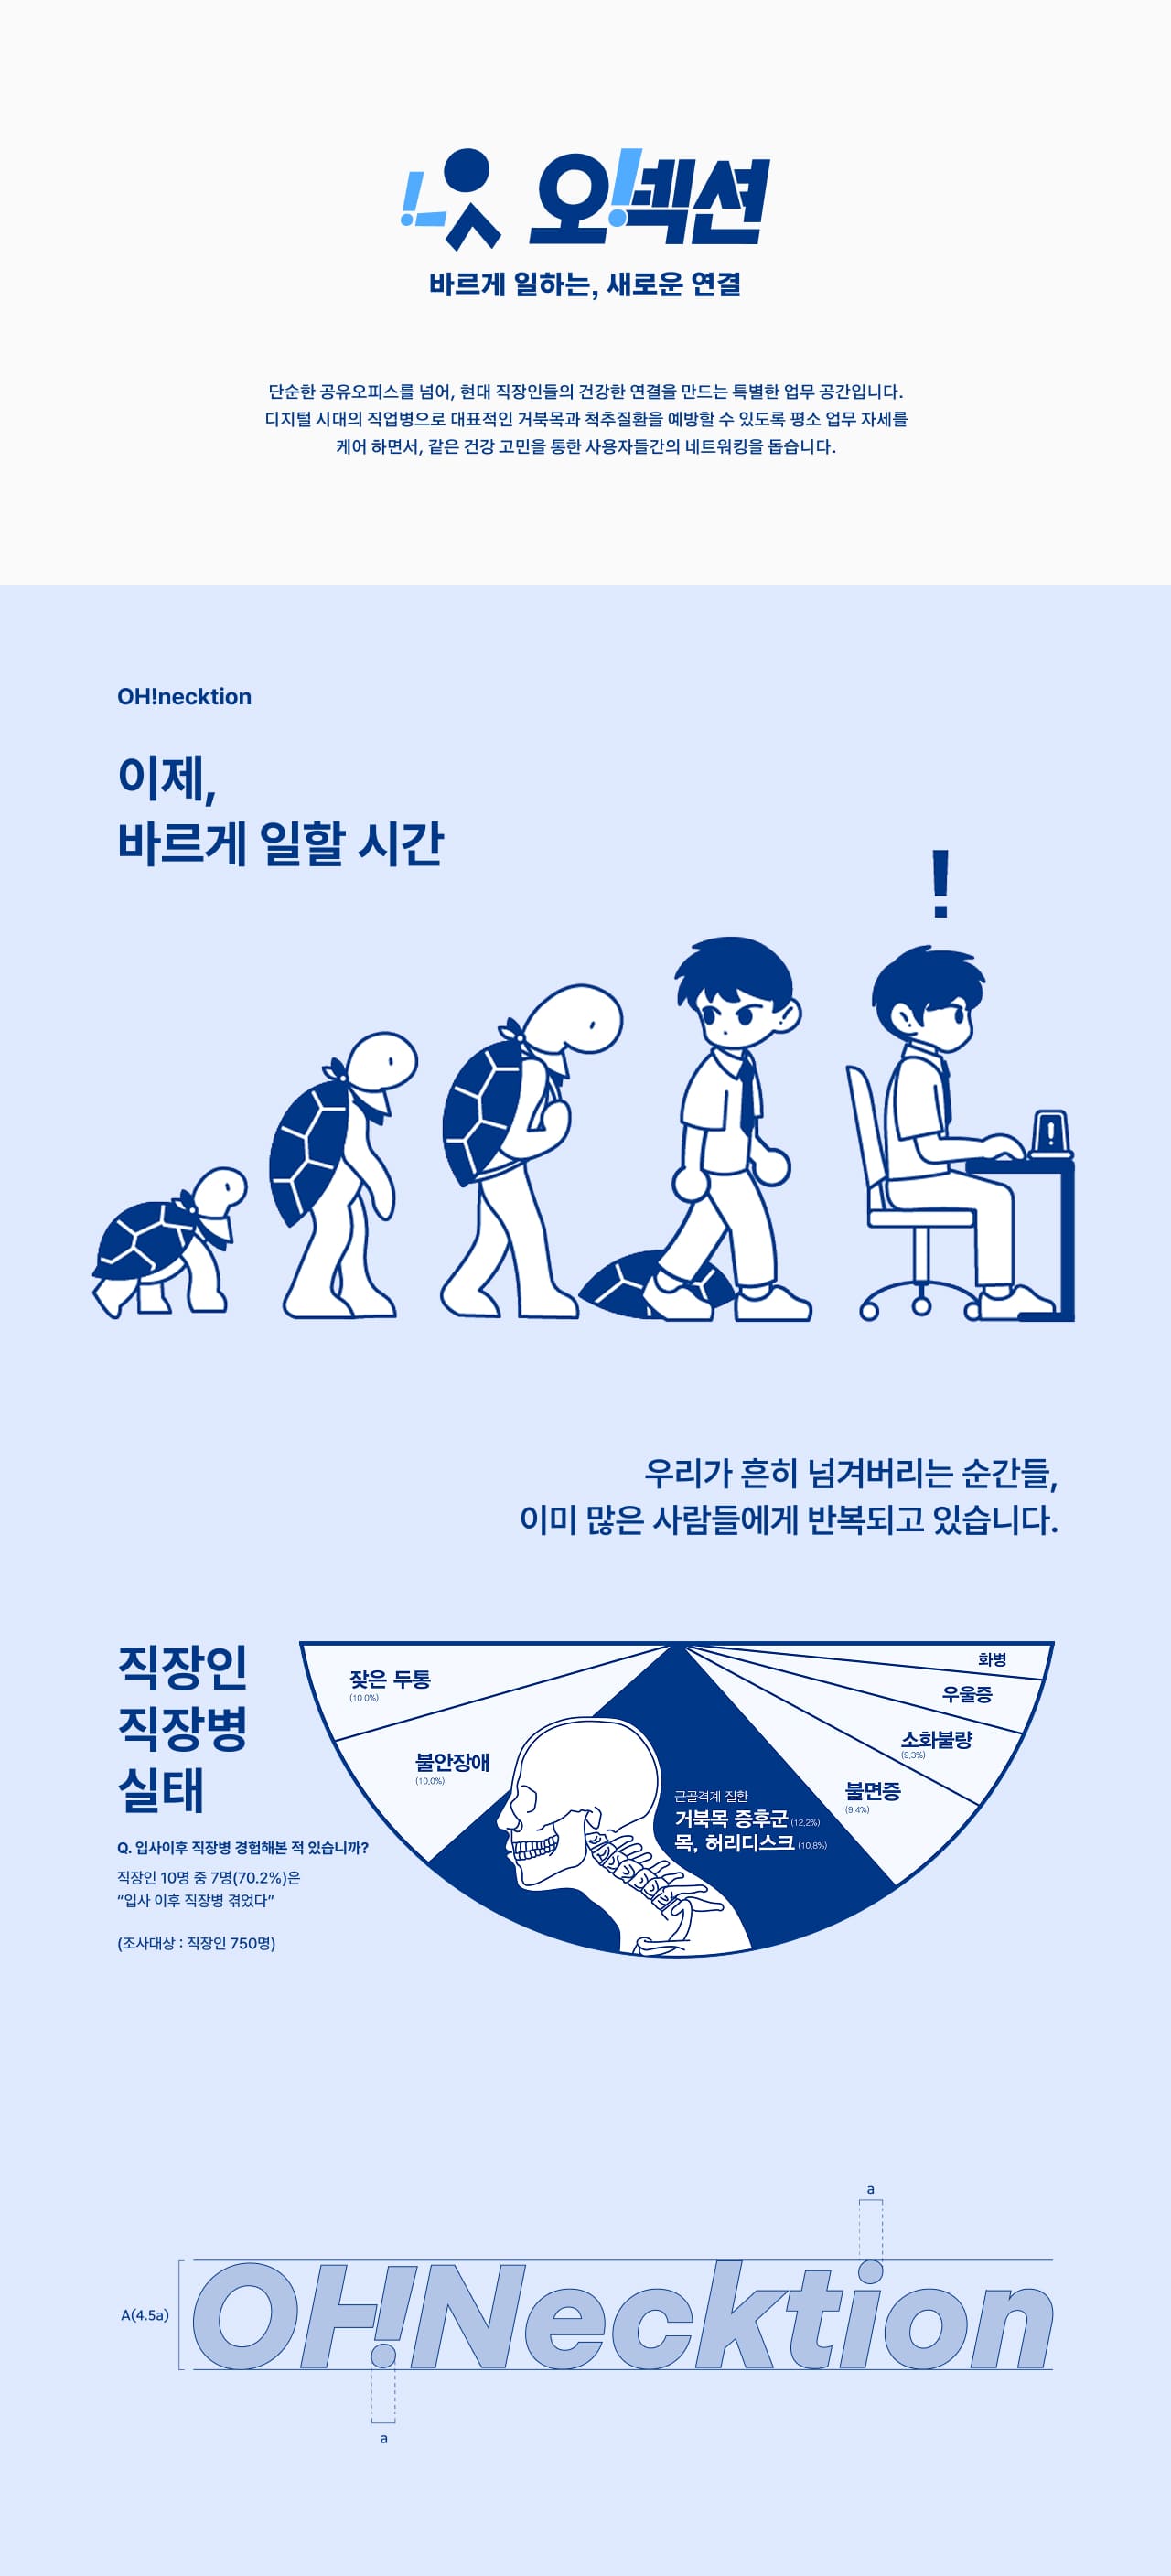 오!넥션
바르게 일하는, 새로운 연결
단순한 공유오피스를 넘어, 현대 직장인들의 건강한 연결을 만드는 특별한 업무 공간입니다.
디지털 시대의 직업병으로 대표적인 거북목과 척추질환을 예방할 수 있도록 평소 업무 자세를
케어 하면서, 같은 건강 고민을 통한 사용자들간의 네트워킹을 돕습니다.
OH!necktion
이제,
바르게 일할 시간
!
!
우리가 흔히 넘겨버리는 순간들,
이미 많은 사람들에게 반복되고 있습니다.
직장인
직장병
실태
Q. 입사이후 직장병 경험해본 적 있습니까?
직장인 10명 중 7명(70.2%)은
“입사 이후 직장병 겪었다”
(조사대상 : 직장인 750명)
잦은 두통
(10.0%)
불안장애
(10.0%)
근골격계 질환
거북목 증후군 (12.2%)
목, 허리디스크 (10.8%)
불면증
(9.4%)
소화불량
(9.3%)
우울증
화병
a
A(4.5a)
OH!Necktion
a